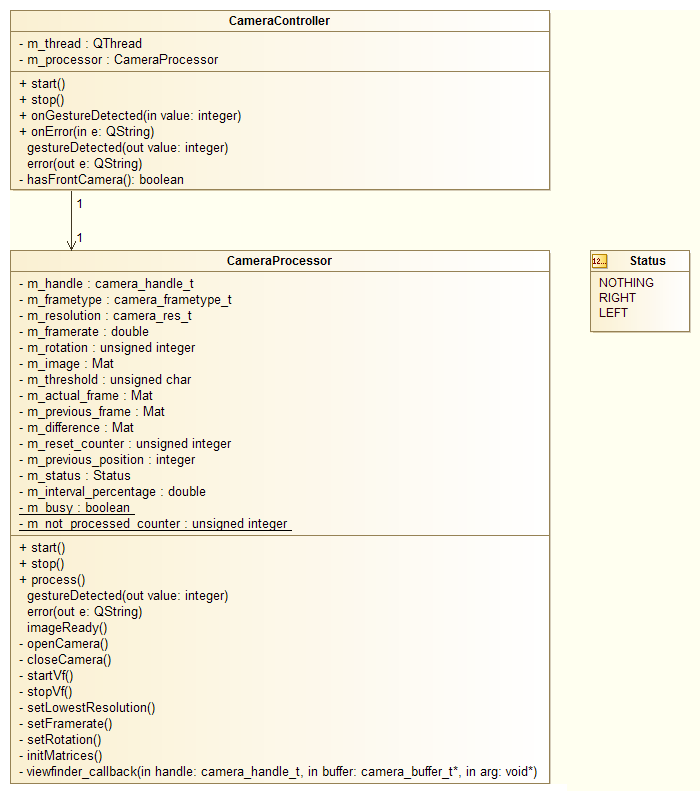 CameraController
- m_thread : QThread
- m_processor : CameraProcessor
+ start()
+ stop()
+ onGestureDetected(in value: integer)
+ onError(in e: QString)
gestureDetected(out value: integer)
error(out e: QString)
- hasFrontCamera(): boolean
1
1
CameraProcessor
- m_handle : camera_handle_t
- m_frametype : camera_frametype_t
- m_resolution : camera_res_t
- m_framerate : double
- m_rotation : unsigned integer
- m_image : Mat
- m_threshold : unsigned char
- m_actual_frame : Mat
- m_previous_frame : Mat
- m_difference : Mat
- m_reset_counter : unsigned integer
- m_previous_position : integer
- m_status : Status
- m_interval_percentage : double
- m_busy : boolean
- m_not_processed_counter : unsigned integer
+ start()
+ stop()
+ process()
gestureDetected(out value: integer)
error(out e: QString)
imageReady()
- openCamera()
- closeCamera()
- startVf()
- stopVf()
- setLowestResolution()
- setFramerate()
- setRotation()
- initMatrices()
- viewfinder_callback(in handle: camera_handle_t, in buffer: camera_buffer_t*, in arg: void*)
12... Status
NOTHING
RIGHT
LEFT